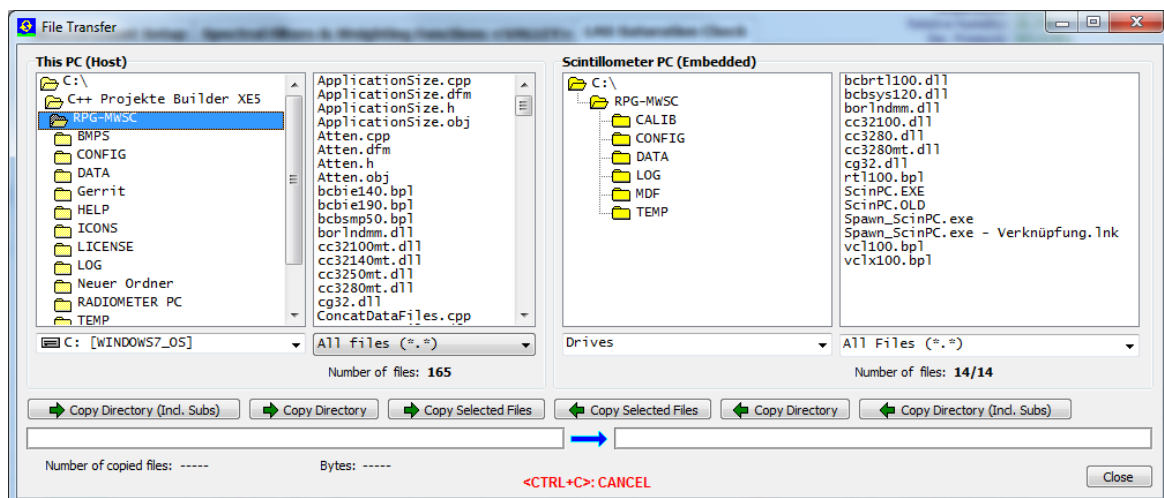 File Transfer
This PC (Host)
C:\
C++ Projekte Builder XE5
RPG-MWSC
BMPS
CONFIG
DATA
Gerrit
HELP
ICONS
LICENSE
LOG
Neuer Ordner
RADIOMETER PC
TEMP
ApplicationSize.cpp
ApplicationSize.dfm
ApplicationSize.h
ApplicationSize.obj
Atten.cpp
Atten.dfm
Atten.h
Atten.obj
bcbie140.bpl
bcbie190.bpl
bcbsmp50.bpl
borlndmm.dll
cc32100mt.dll
cc32140mt.dll
cc3250mt.dll
cc3280mt.dll
cg32.dll
ConcatDataFiles.cpp
C: [WINDOWS7_OS]
All files (*.*)
Number of files: 165
Scintillometer PC (Embedded)
C:\
RPG-MWSC
CALIB
CONFIG
DATA
LOG
MDF
TEMP
bcbrtl100.dll
bcbsys120.dll
borlndmm.dll
cc32100.dll
cc3280.dll
cc3280mt.dll
cg32.dll
rtl100.bpl
ScinPC.EXE
ScinPC.OLD
Spawn_ScinPC.exe
Spawn_ScinPC.exe - Verknüpfung.lnk
vcl100.bpl
vclx100.bpl
Drives
All Files (*.*)
Number of files: 14/14
Copy Directory (Incl. Subs) Copy Directory Copy Selected Files Copy Selected Files Copy Directory Copy Directory (Incl. Subs)
Number of copied files: ----- Bytes: -----
<CTRL+C>: CANCEL
Close